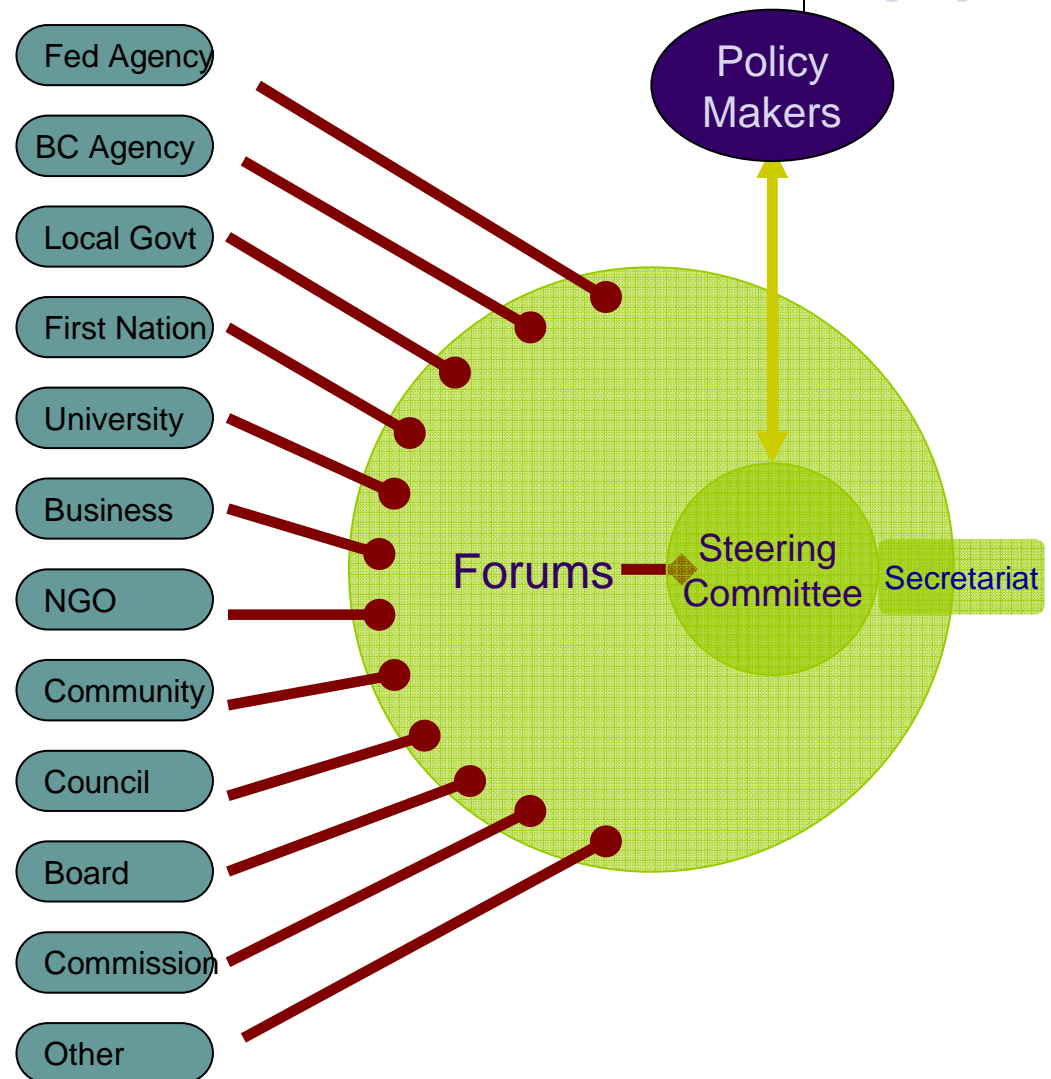 Fed Agency
Policy
Makers
BC Agency
Local Govt
First Nation
University
Business
Forums
Steering
Committee
Secretariat
NGO
Community
Council
Board
Commission
Other